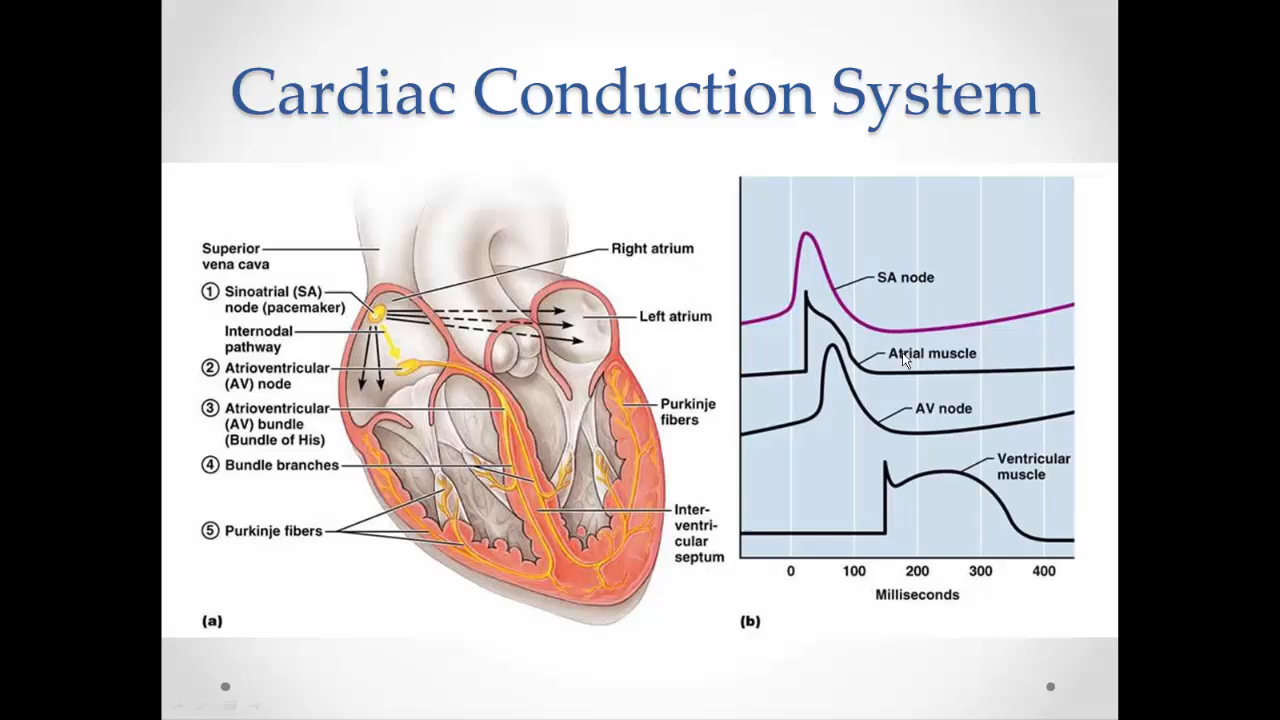 Cardiac Conduction System
Superior
vena cava
① Sinoatrial (SA)
node (pacemaker)
Internodal
pathway
② Atrioventricular
(AV) node
③ Atrioventricular
(AV) bundle
(Bundle of His)
④ Bundle branches
⑤ Purkinje fibers
Right atrium
Left atrium
Purkinje
fibers
Inter-
ventri-
cular
septum
(a)
SA node
Atrial muscle
AV node
Ventricular
muscle
0 100 200 300 400
Milliseconds
(b)